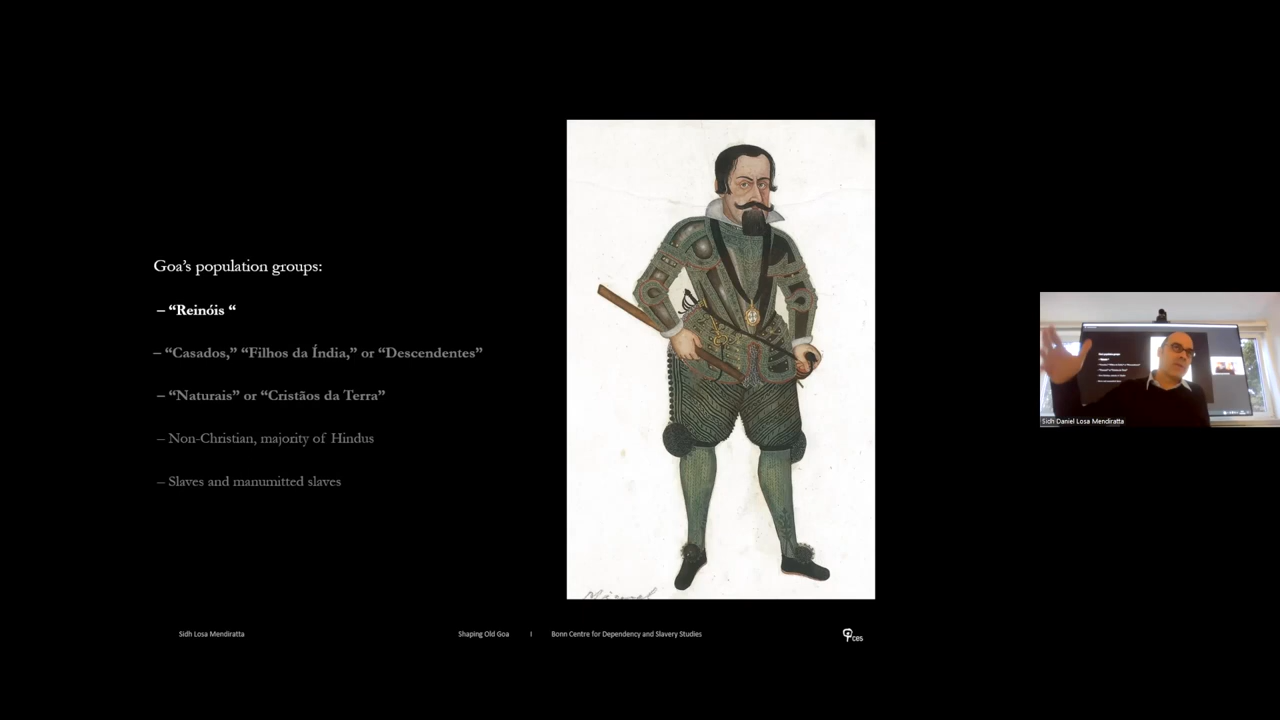 Goa's population groups:
– “Reinóis “
– “Casados,” “Filhos da Índia,” or “Descendentes”
– “Naturais” or “Cristãos da Terra”
– Non-Christian, majority of Hindus
– Slaves and manumitted slaves
Sidh Daniel Losa Mendiratta
Sidh Losa Mendiratta
Shaping Old Goa
I
Bonn Centre for Dependency and Slavery Studies
ces